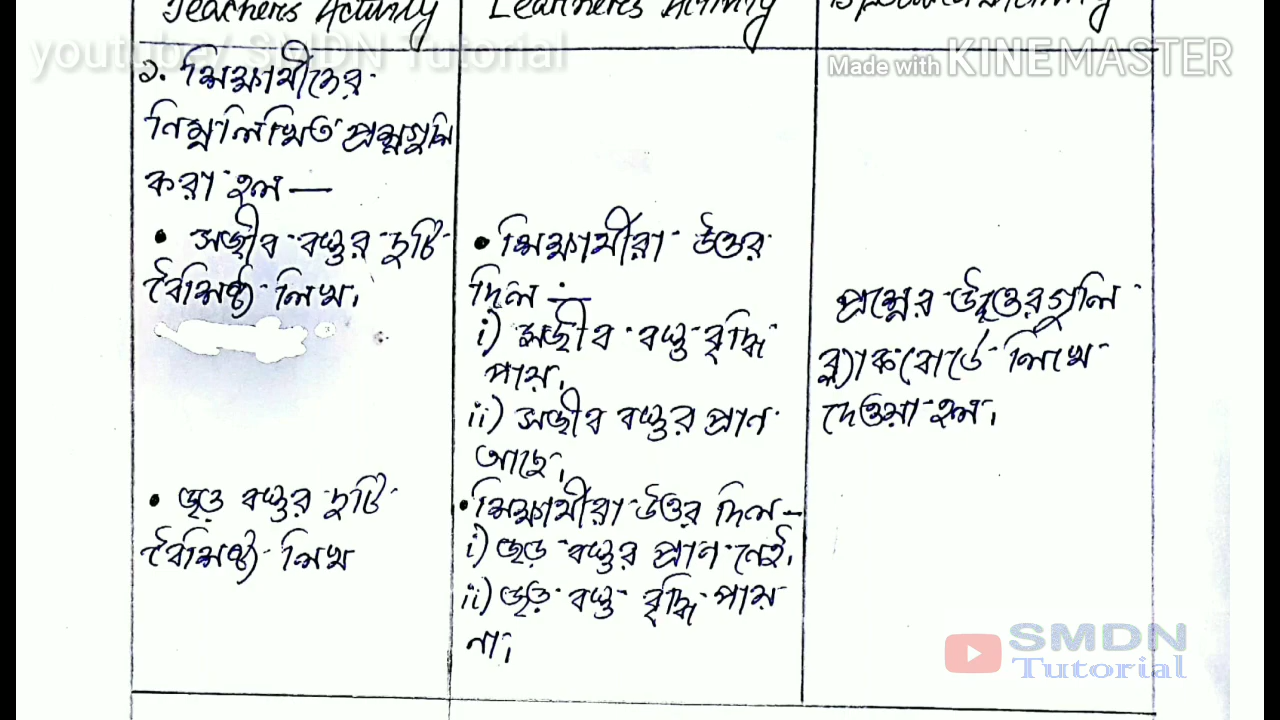 Teachers Activity
Learners Activity
youtube/ SMDN Tutorial
Made with KINEMASTER
১. শিক্ষার্থীদের
নিম্নলিখিত প্রশ্নগুলি
করা হল —
• সজীব বস্তুর দুটি
বৈশিষ্ট্য লিখ।
• জড় বস্তুর দুটি
বৈশিষ্ট্য লিখ
• শিক্ষার্থীরা উত্তর
দিল :—
i) সজীব বস্তু বৃদ্ধি
পায়।
ii) সজীব বস্তুর প্রান
আছে।
• শিক্ষার্থীরা উত্তর দিল —
i) জড় বস্তুর প্রান নেই।
ii) জড় বস্তু বৃদ্ধি পায়
না।
প্রশ্নের উত্তরগুলি
ব্ল্যাকবোর্ডে লিখে
দেওয়া হল।
SMDN
Tutorial